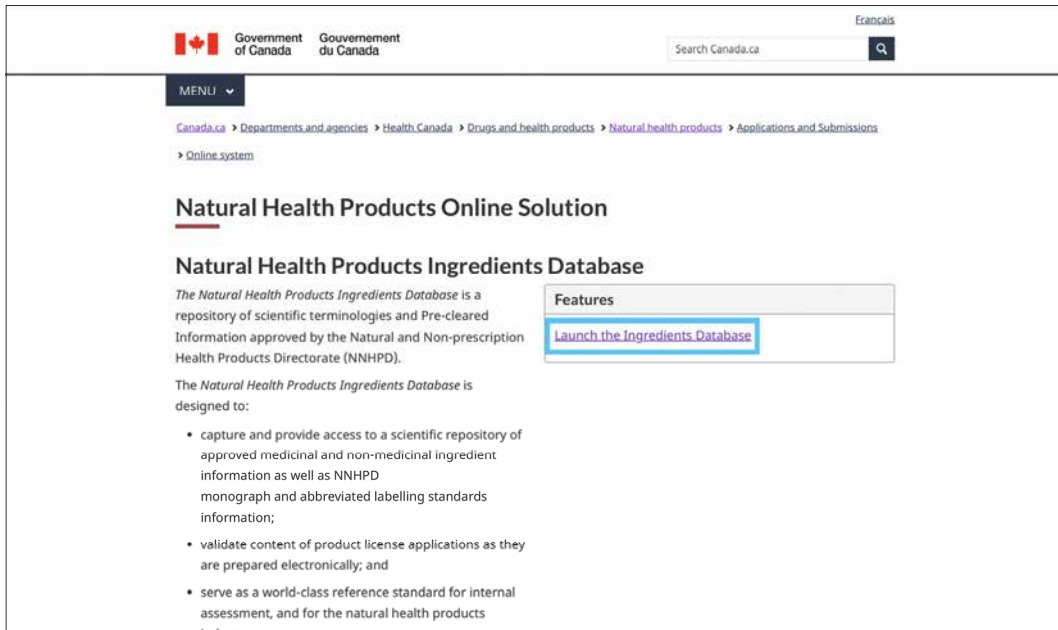 Français
Government of Canada
Gouvernement du Canada
Search Canada.ca
MENU
Canada.ca > Departments and agencies > Health Canada > Drugs and health products > Natural health products > Applications and Submissions
> Online system
Natural Health Products Online Solution
Natural Health Products Ingredients Database
The Natural Health Products Ingredients Database is a
repository of scientific terminologies and Pre-cleared
Information approved by the Natural and Non-prescription
Health Products Directorate (NNHPD).
Features
Launch the Ingredients Database
The Natural Health Products Ingredients Database is
designed to:
• capture and provide access to a scientific repository of
approved medicinal and non-medicinal ingredient
information as well as NNHPD
monograph and abbreviated labelling standards
information;
• validate content of product license applications as they
are prepared electronically; and
• serve as a world-class reference standard for internal
assessment, and for the natural health products